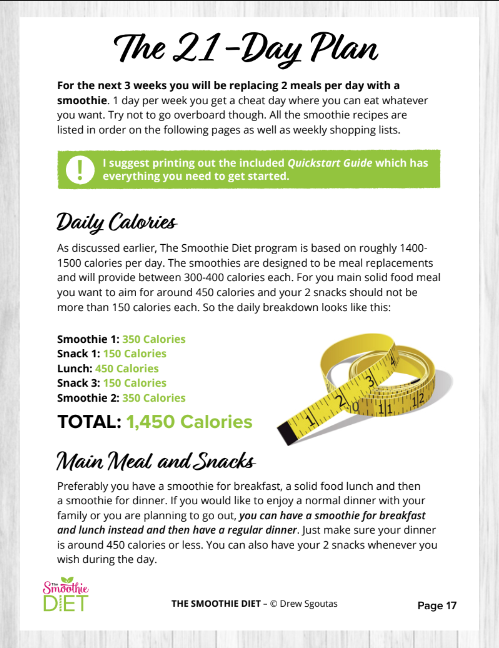 The 21-Day Plan
For the next 3 weeks you will be replacing 2 meals per day with a
smoothie. 1 day per week you get a cheat day where you can eat whatever
you want. Try not to go overboard though. All the smoothie recipes are
listed in order on the following pages as well as weekly shopping lists.
!
I suggest printing out the included Quickstart Guide which has
everything you need to get started.
Daily Calories
As discussed earlier, The Smoothie Diet program is based on roughly 1400-
1500 calories per day. The smoothies are designed to be meal replacements
and will provide between 300-400 calories each. For you main solid food meal
you want to aim for around 450 calories and your 2 snacks should not be
more than 150 calories each. So the daily breakdown looks like this:
Smoothie 1: 350 Calories
Snack 1: 150 Calories
Lunch: 450 Calories
Snack 3: 150 Calories
Smoothie 2: 350 Calories
TOTAL: 1,450 Calories
1 2 3 4 10 11 12
Main Meal and Snacks
Preferably you have a smoothie for breakfast, a solid food lunch and then
a smoothie for dinner. If you would like to enjoy a normal dinner with your
family or you are planning to go out, you can have a smoothie for breakfast
and lunch instead and then have a regular dinner. Just make sure your dinner
is around 450 calories or less. You can also have your 2 snacks whenever you
wish during the day.
The
Smoothie
DIET
THE SMOOTHIE DIET – © Drew Sgoutas
Page 17